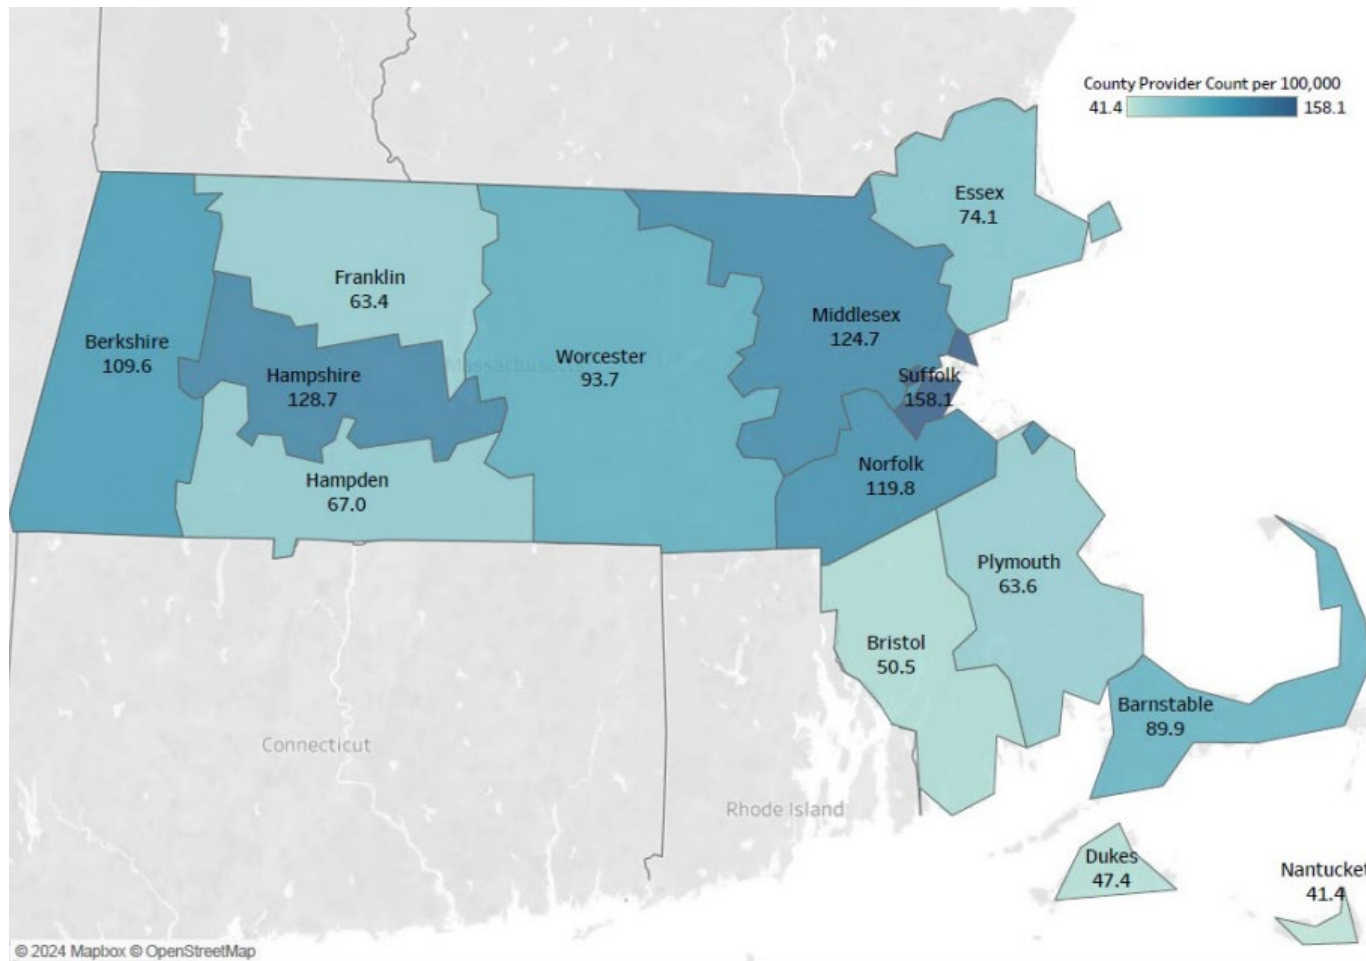 County Provider Count per 100,000
41.4 158.1
Essex
74.1
Franklin
63.4
Middlesex
124.7
Berkshire
109.6
Worcester
93.7
Massachusetts
Hampshire
128.7
Suffolk
158.1
Norfolk
119.8
Hampden
67.0
Plymouth
63.6
Bristol
50.5
Barnstable
89.9
Connecticut
Rhode Island
Dukes
47.4
Nantucket
41.4
© 2024 Mapbox © OpenStreetMap